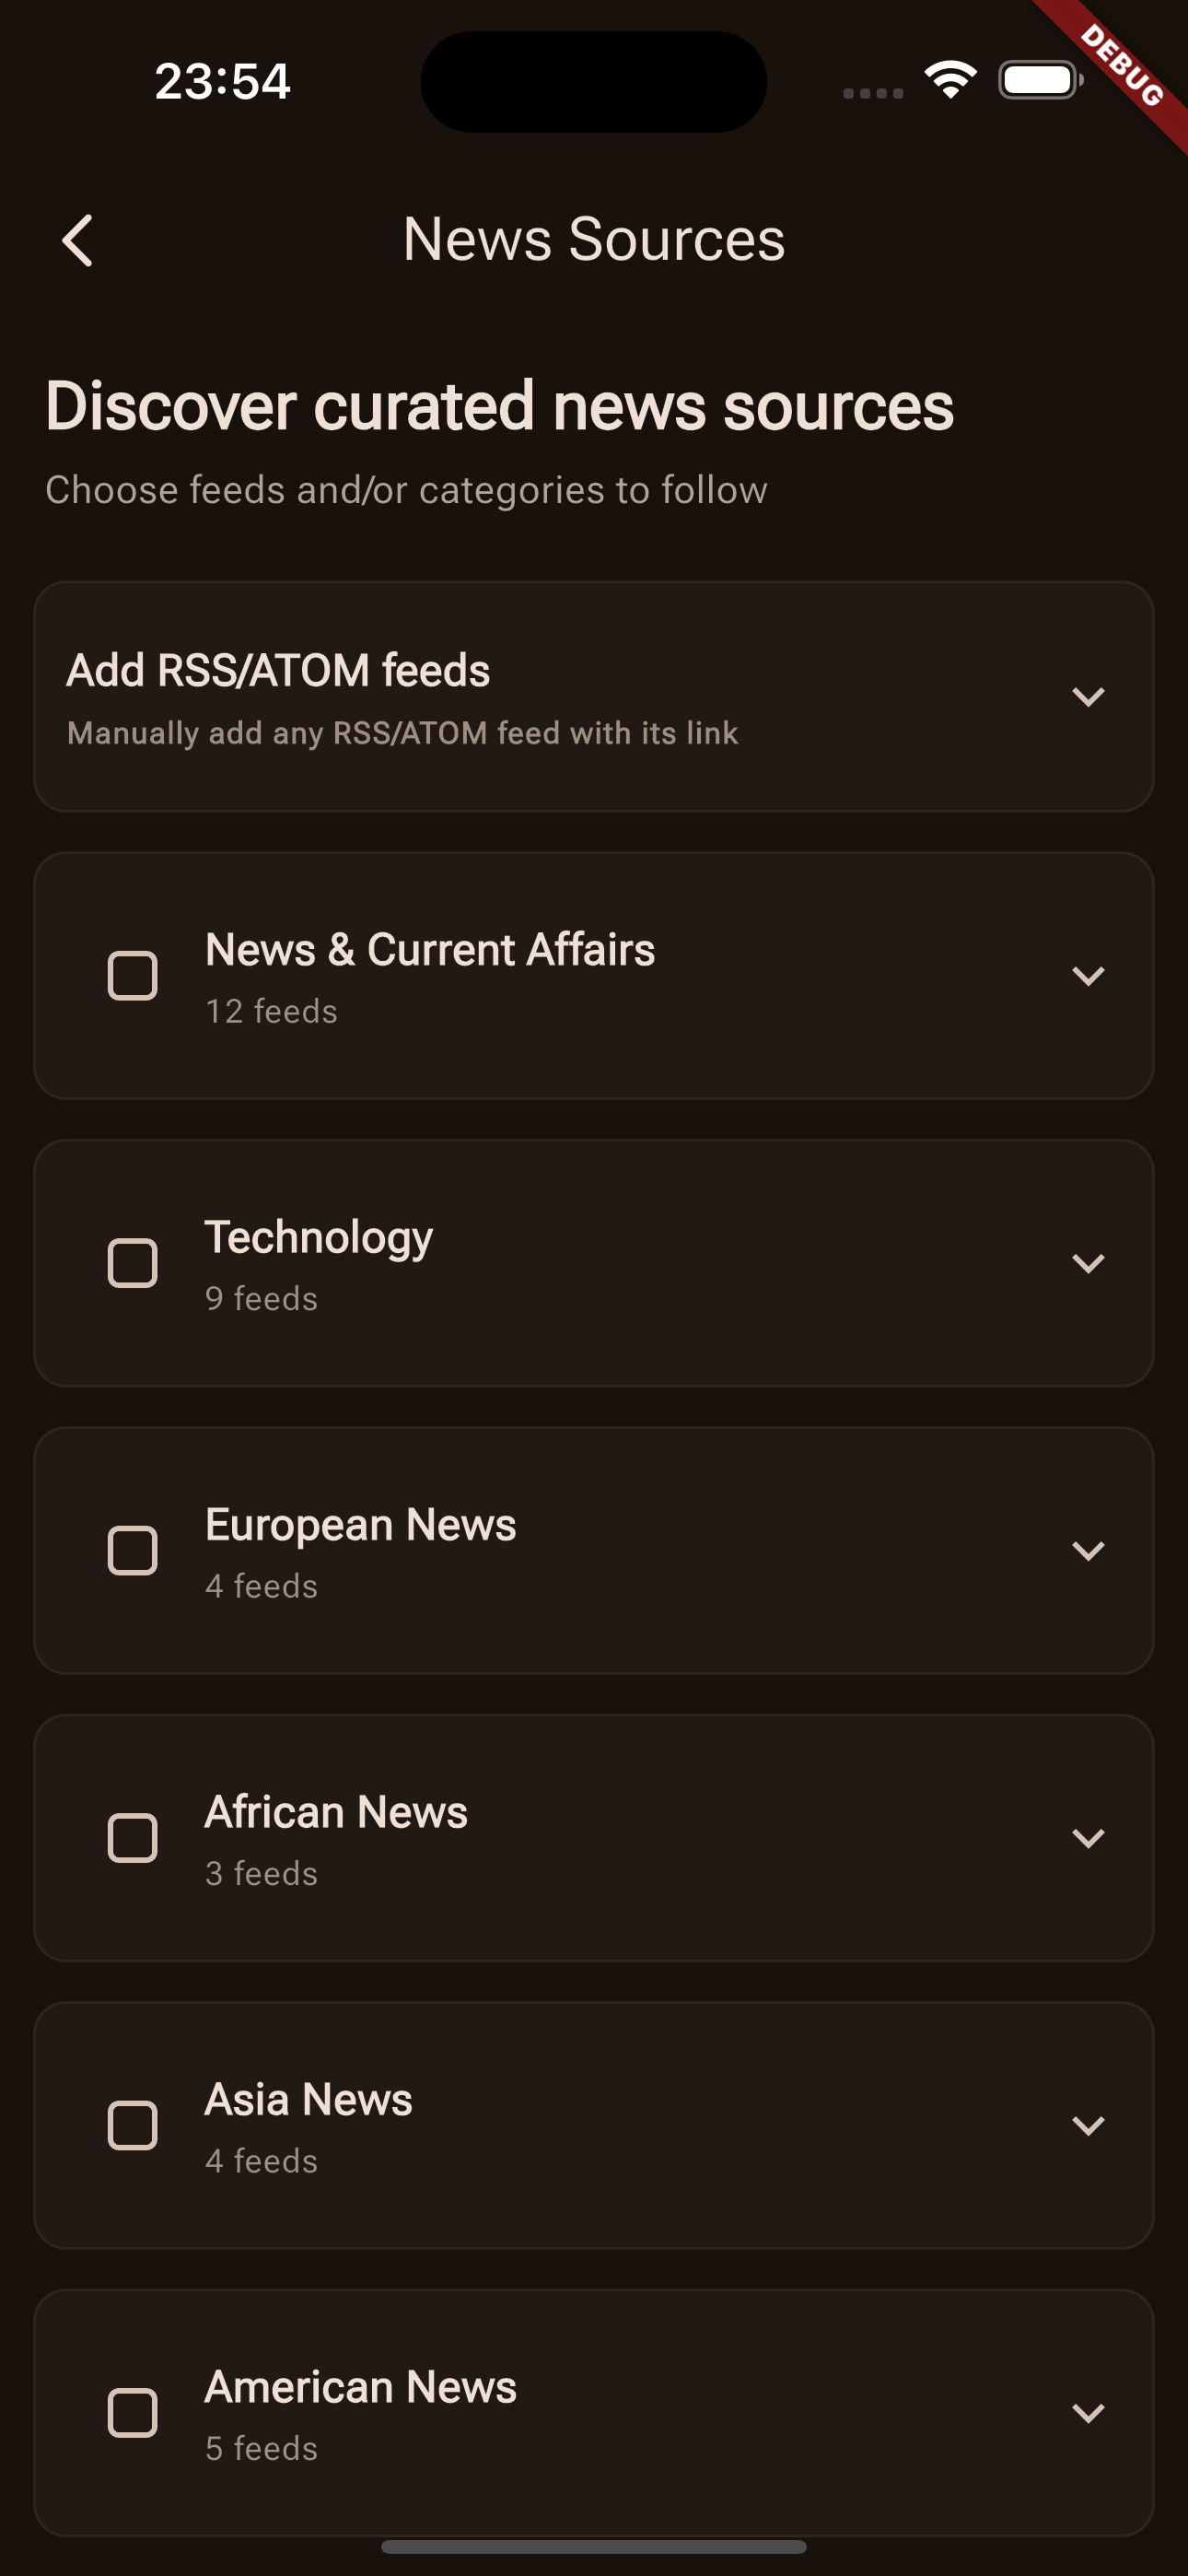 23:54
DEBUG
News Sources
Discover curated news sources
Choose feeds and/or categories to follow
Add RSS/ATOM feeds
Manually add any RSS/ATOM feed with its link
News & Current Affairs
12 feeds
Technology
9 feeds
European News
4 feeds
African News
3 feeds
Asia News
4 feeds
American News
5 feeds